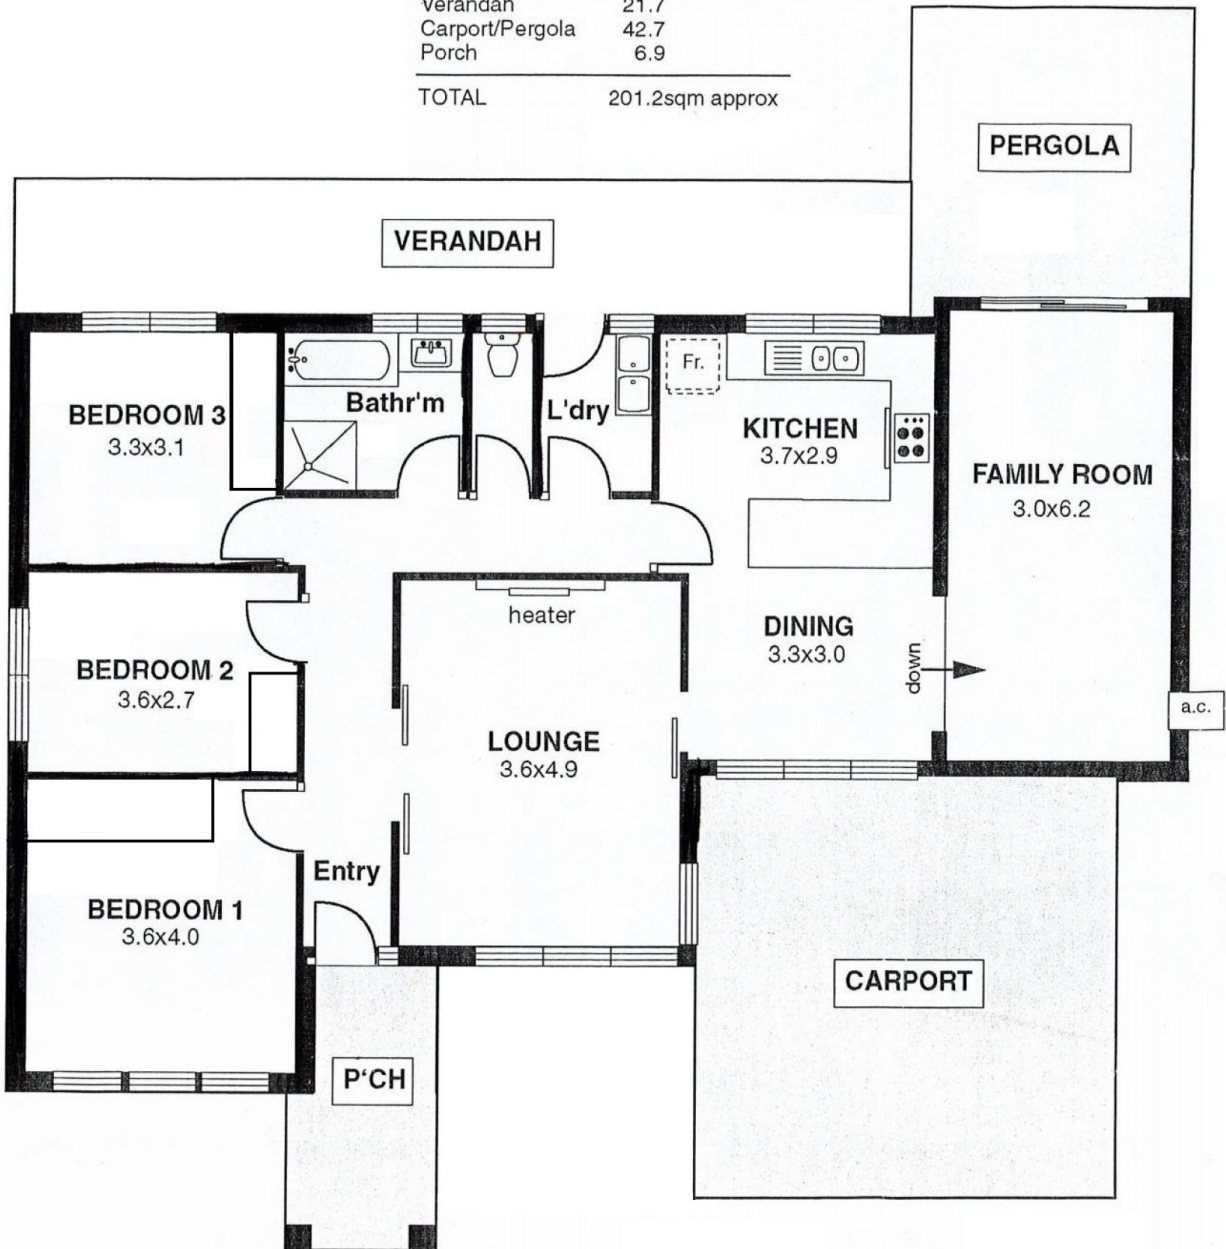 Verandah 21.7
Carport/Pergola 42.7
Porch 6.9
TOTAL 201.2sqm approx
PERGOLA
VERANDAH
BEDROOM 3
3.3x3.1
Bathr'm
L'dry
Fr.
KITCHEN
3.7x2.9
FAMILY ROOM
3.0x6.2
heater
DINING
3.3x3.0
down
BEDROOM 2
3.6x2.7
a.c.
LOUNGE
3.6x4.9
Entry
BEDROOM 1
3.6x4.0
CARPORT
P'CH